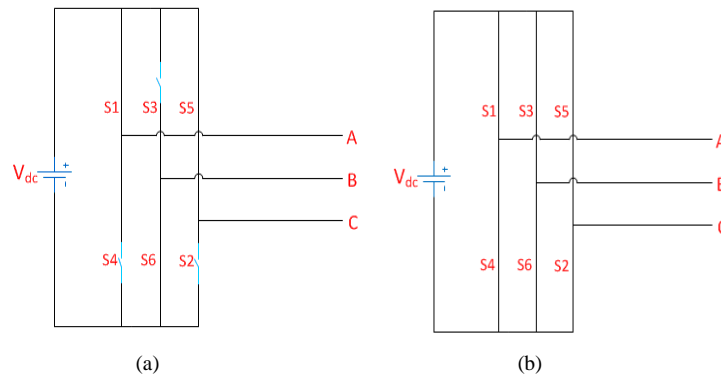 S1 S3 S5
A
Vdc + -
B
C
S4 S6 S2
(a)
S1 S3 S5
A
Vdc + -
S4 S6 S2
(b)